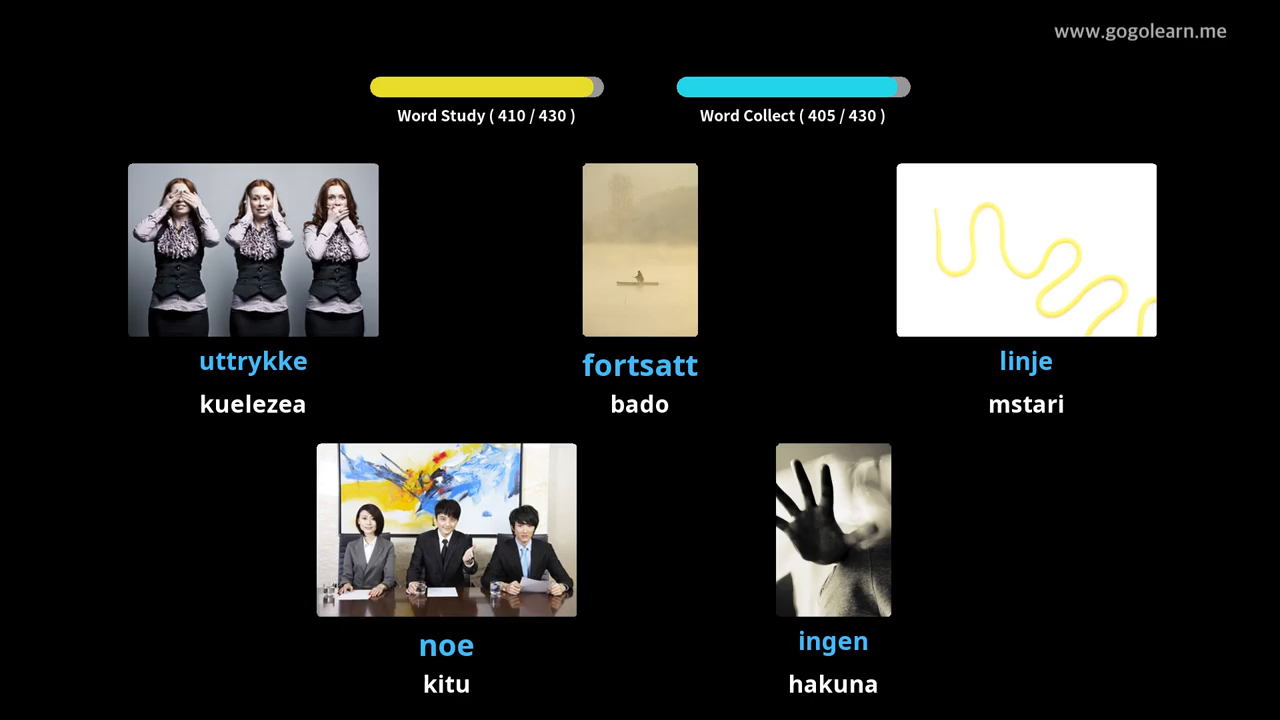 www.gogolearn.me
Word Study ( 410 / 430 )
Word Collect ( 405 / 430 )
uttrykke
kuelezea
fortsatt
bado
linje
mstari
noe
kitu
ingen
hakuna